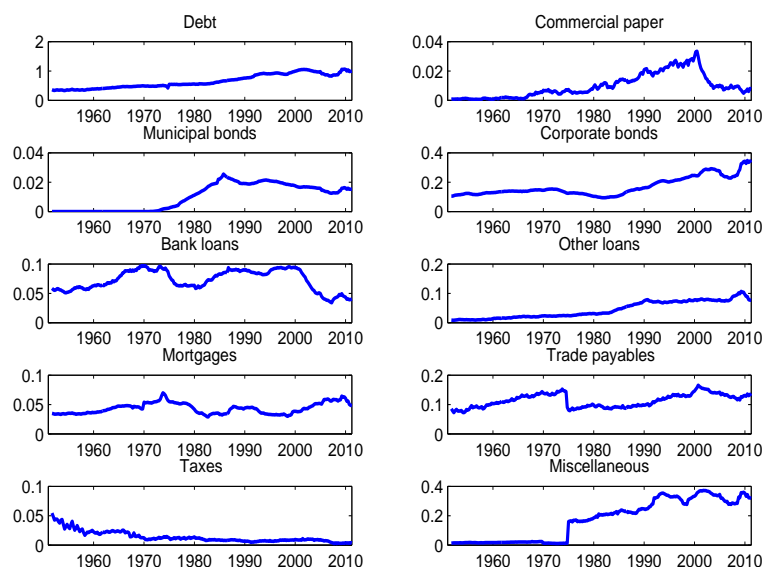 Debt
2
1
0
1960 1970 1980 1990 2000 2010
Commercial paper
0.04
0.02
0
1960 1970 1980 1990 2000 2010
Municipal bonds
0.04
0.02
0
1960 1970 1980 1990 2000 2010
Corporate bonds
0.4
0.2
0
1960 1970 1980 1990 2000 2010
Bank loans
0.1
0.05
0
1960 1970 1980 1990 2000 2010
Other loans
0.2
0.1
0
1960 1970 1980 1990 2000 2010
Mortgages
0.1
0.05
0
1960 1970 1980 1990 2000 2010
Trade payables
0.2
0.1
0
1960 1970 1980 1990 2000 2010
Taxes
0.1
0.05
0
1960 1970 1980 1990 2000 2010
Miscellaneous
0.4
0.2
0
1960 1970 1980 1990 2000 2010